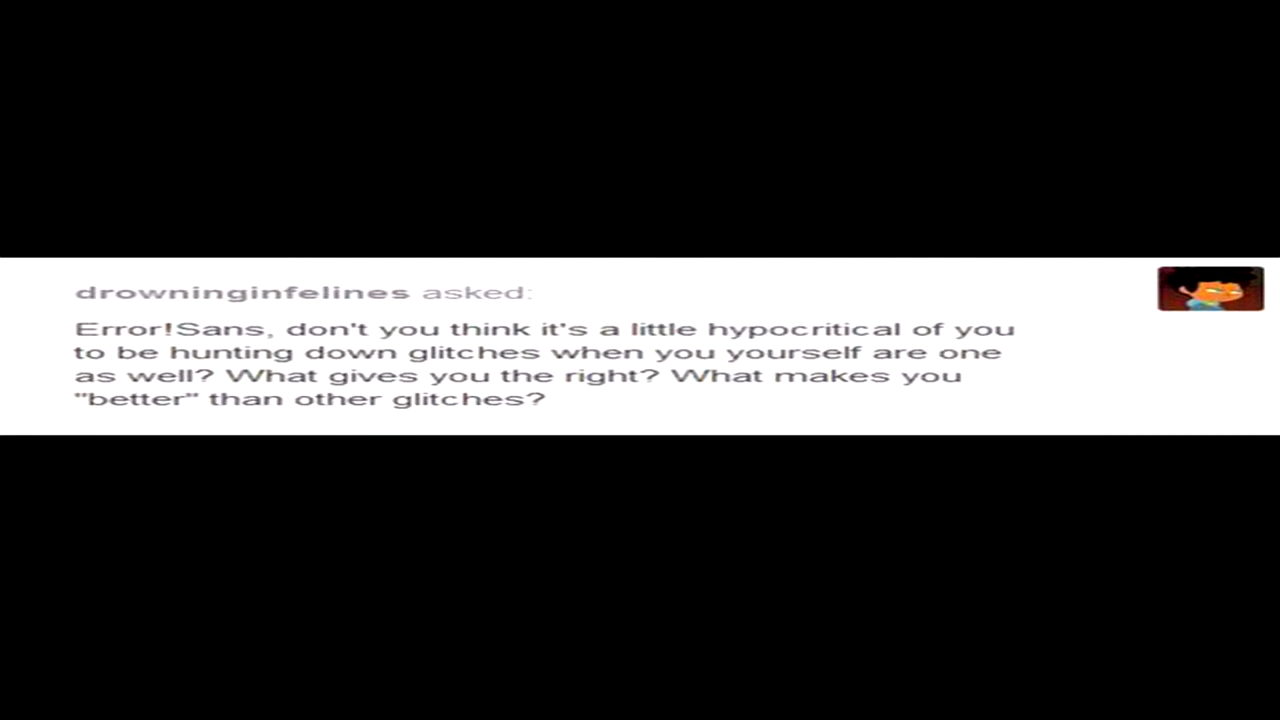 drowninginfelines asked:
Error!Sans, don't you think it's a little hypocritical of you
to be hunting down glitches when you yourself are one
as well? What gives you the right? What makes you
"better" than other glitches?